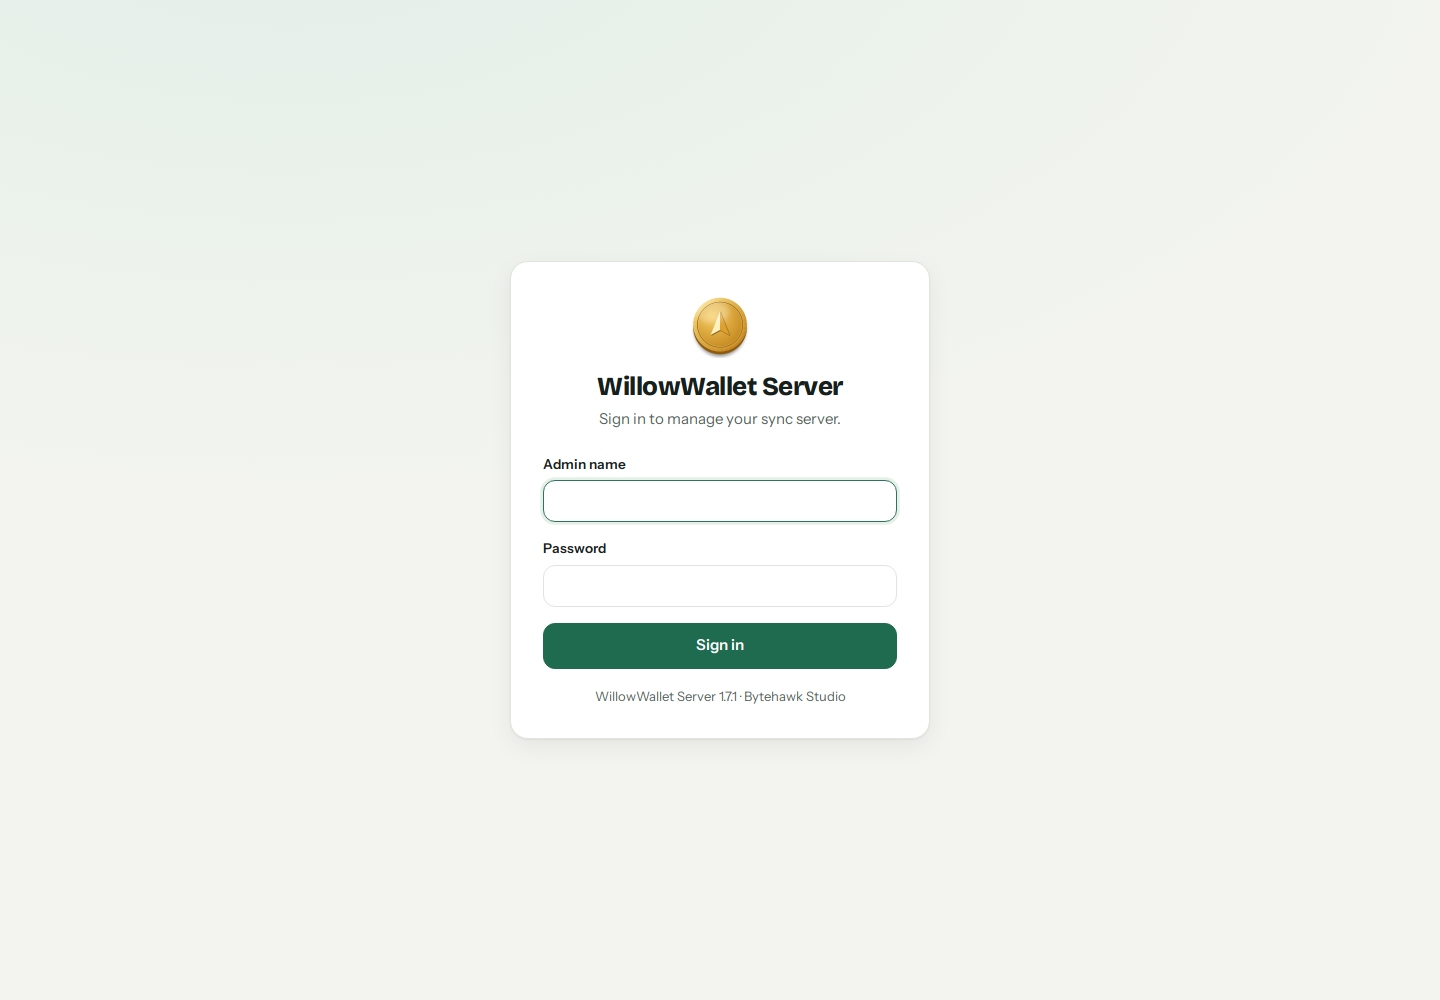 WillowWallet Server
Sign in to manage your sync server.
Admin name
Password
Sign in
WillowWallet Server 1.7.1 · Bytehawk Studio